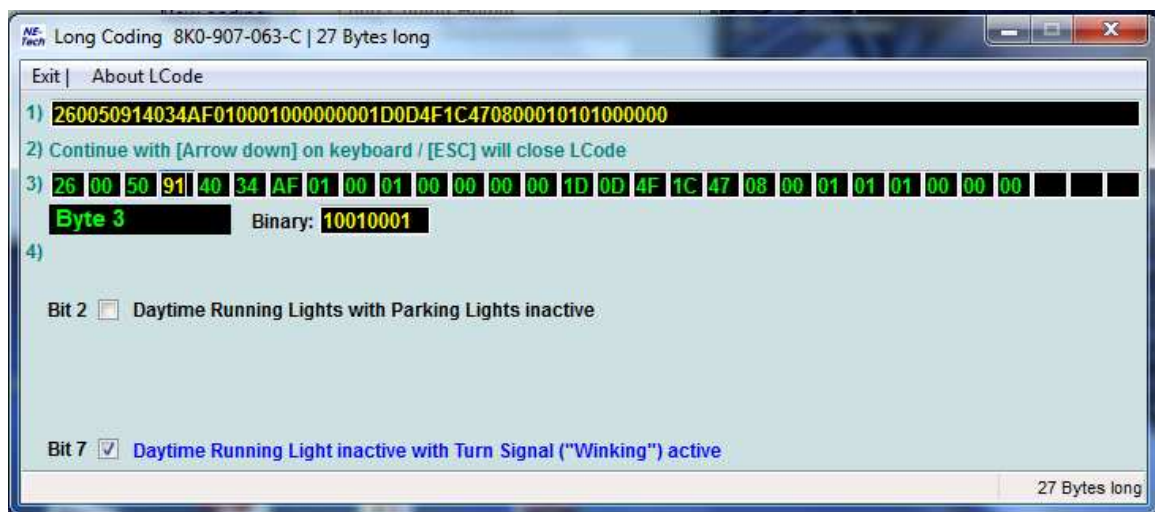 NE-Tech Long Coding 8K0-907-063-C | 27 Bytes long
Exit | About LCode
1) 260050914034AF010001000000001D0D4F1C470800010101000000
2) Continue with [Arrow down] on keyboard / [ESC] will close LCode
3) 26 00 50 91 40 34 AF 01 00 01 00 00 00 00 1D 0D 4F 1C 47 08 00 01 01 01 00 00 00
Byte 3 Binary: 10010001
4)
Bit 2 Daytime Running Lights with Parking Lights inactive
Bit 7 Daytime Running Light inactive with Turn Signal ("Winking") active
27 Bytes long